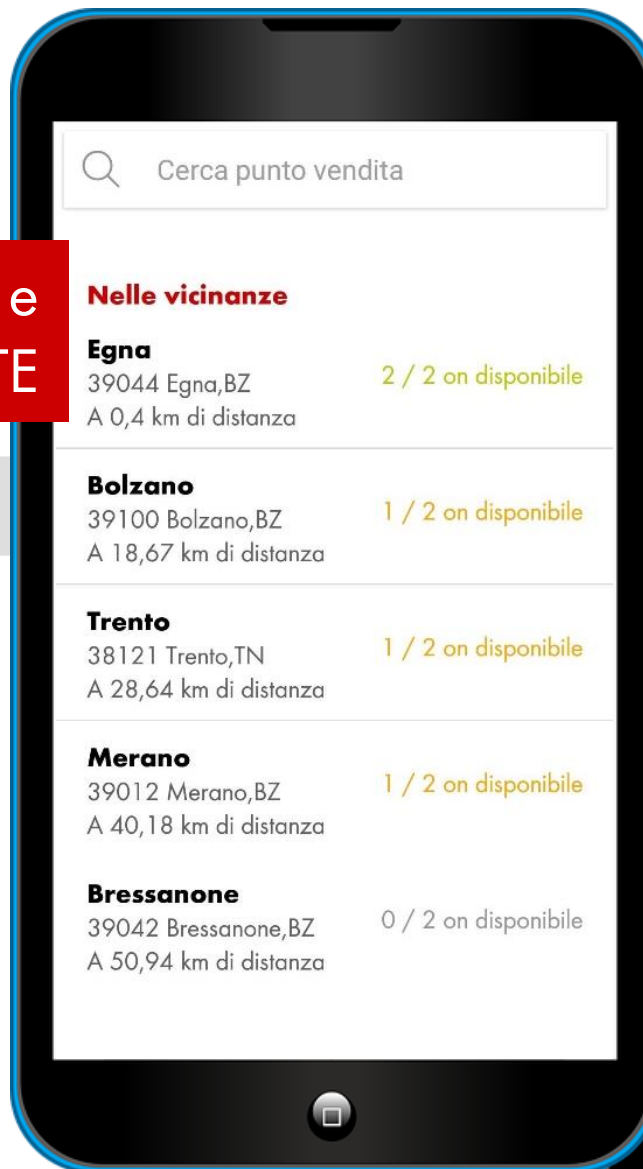 Cerca punto vendita
e
TE
Nelle vicinanze
Egna
39044 Egna,BZ
2 / 2 on disponibile
A 0,4 km di distanza
Bolzano
39100 Bolzano,BZ
1 / 2 on disponibile
A 18,67 km di distanza
Trento
38121 Trento,TN
1 / 2 on disponibile
A 28,64 km di distanza
Merano
39012 Merano,BZ
1 / 2 on disponibile
A 40,18 km di distanza
Bressanone
39042 Bressanone,BZ
0 / 2 on disponibile
A 50,94 km di distanza